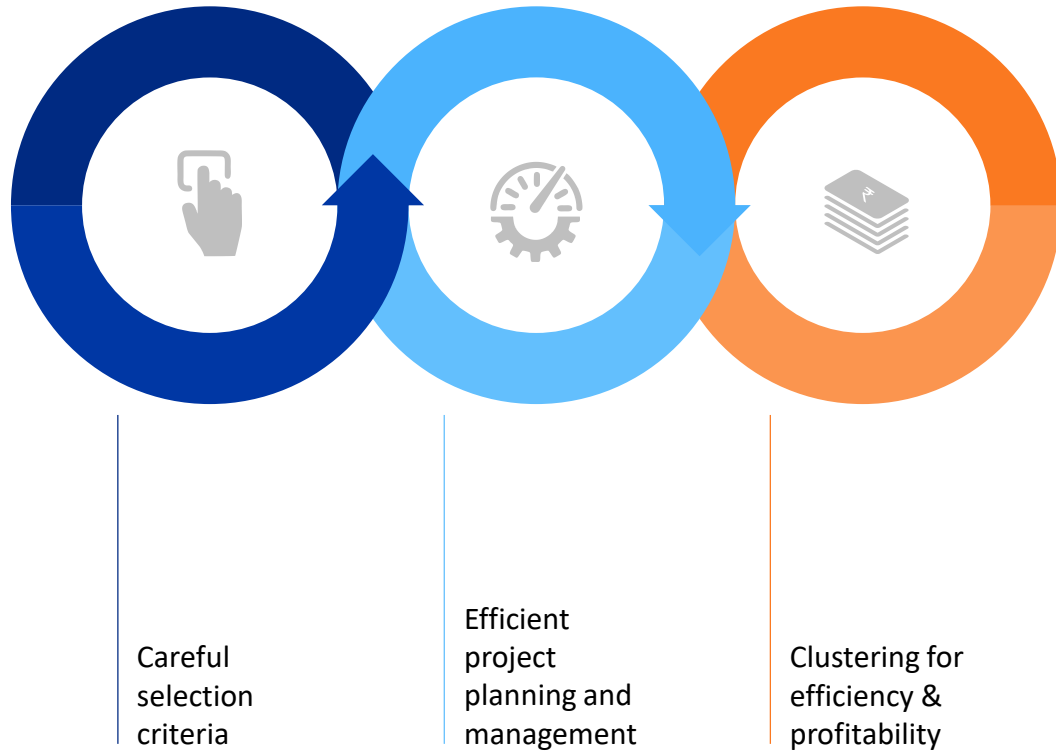 Careful
selection
criteria
Efficient
project
planning and
management
Clustering for
efficiency &
profitability